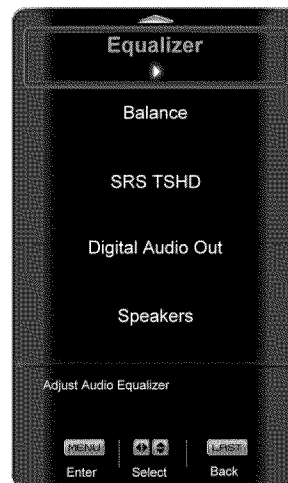 Equalizer
Balance
SRS TSHD
Digital Audio Out
Speakers
Adjust Audio Equalizer
MENU LAST
Enter Select Back